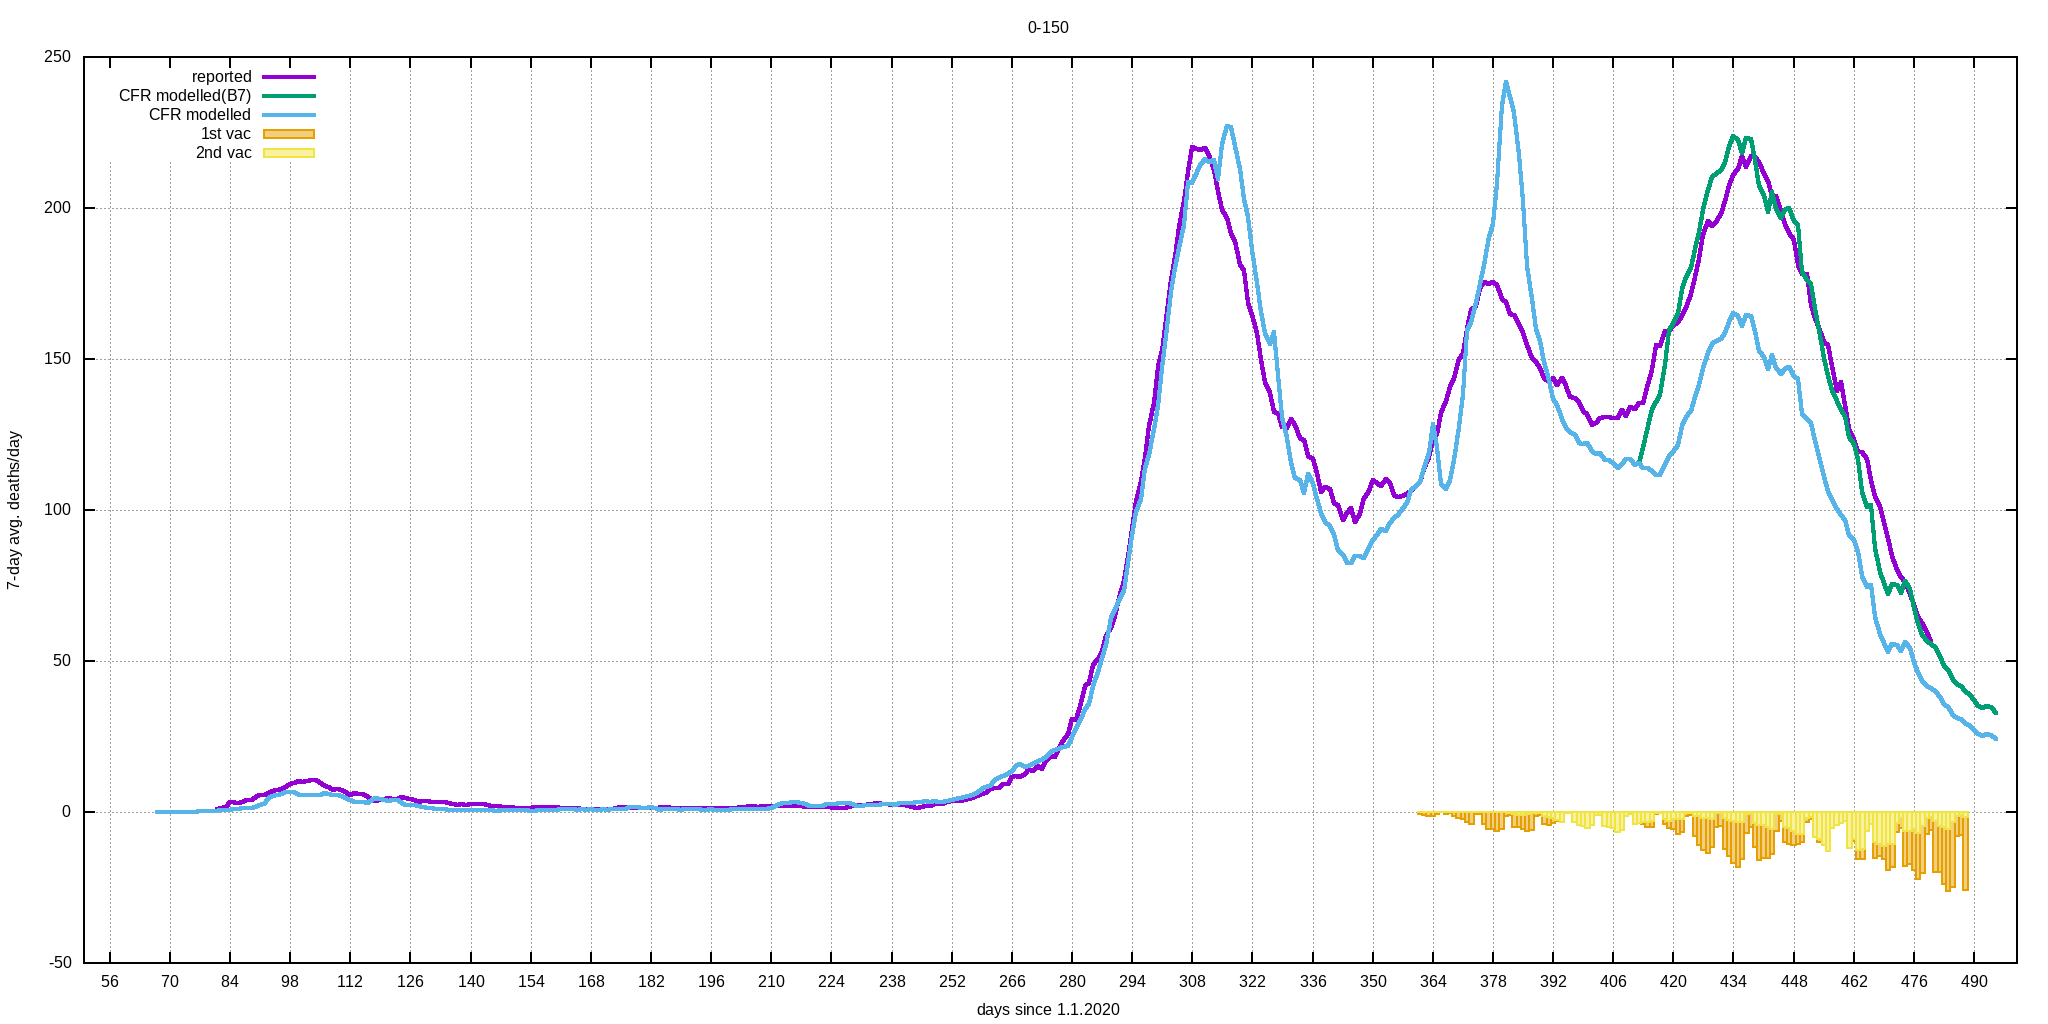 0-150
250
200
150
100
50
0
-50
7-day avg. deaths/day
reported
CFR modelled(B7)
CFR modelled
1st vac
2nd vac
56 70 84 98 112 126 140 154 168 182 196 210 224 238 252 266 280 294 308 322 336 350 364 378 392 406 420 434 448 462 476 490
days since 1.1.2020